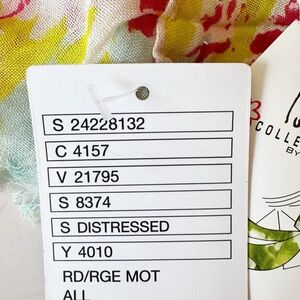 S 24228132
C 4157
V 21795
S 8374
S DISTRESSED
Y 4010
RD/RGE MOT
ALL
COLLE
BY